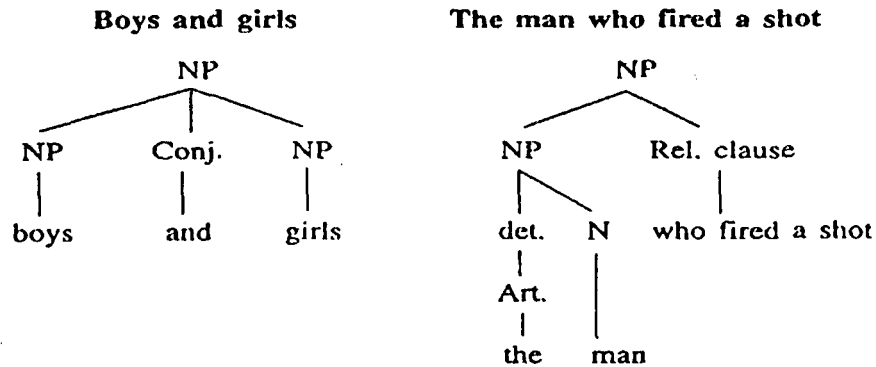 Boys and girls The man who fired a shot
NP NP
NP Conj. NP NP Rel. clause
boys and girls det. N who fired a shot
Art.
the man